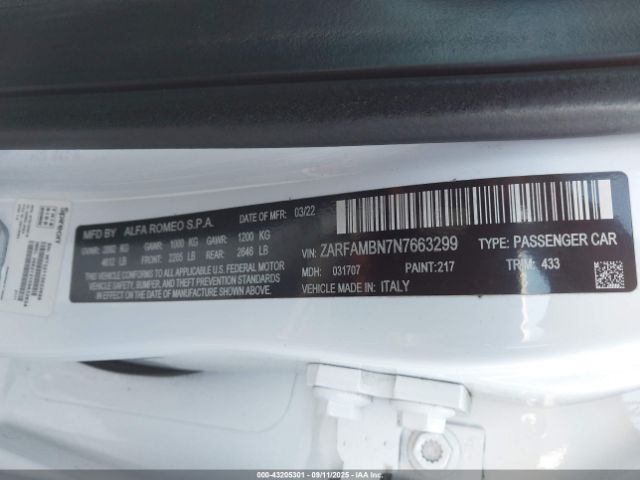 MFD BY ALFA ROMEO S.P.A.
DATE OF MFR: 03/22
GVWR: 2092 KG GAWR: 1000 KG GAWR: 1200 KG
4612 LB FRONT: 2205 LB REAR: 2646 LB
THIS VEHICLE CONFORMS TO ALL APPLICABLE U.S. FEDERAL MOTOR
VEHICLE SAFETY, BUMPER, AND THEFT PREVENTION STANDARDS
IN EFFECT ON THE DATE OF MANUFACTURE SHOWN ABOVE.
VIN: ZARFAMBN7N7663299 TYPE: PASSENGER CAR
MDH: 031707 PAINT: 217 TRIM: 433
VEHICLE MADE IN: ITALY
000-43205301 - 09/11/2025 - IAA Inc.